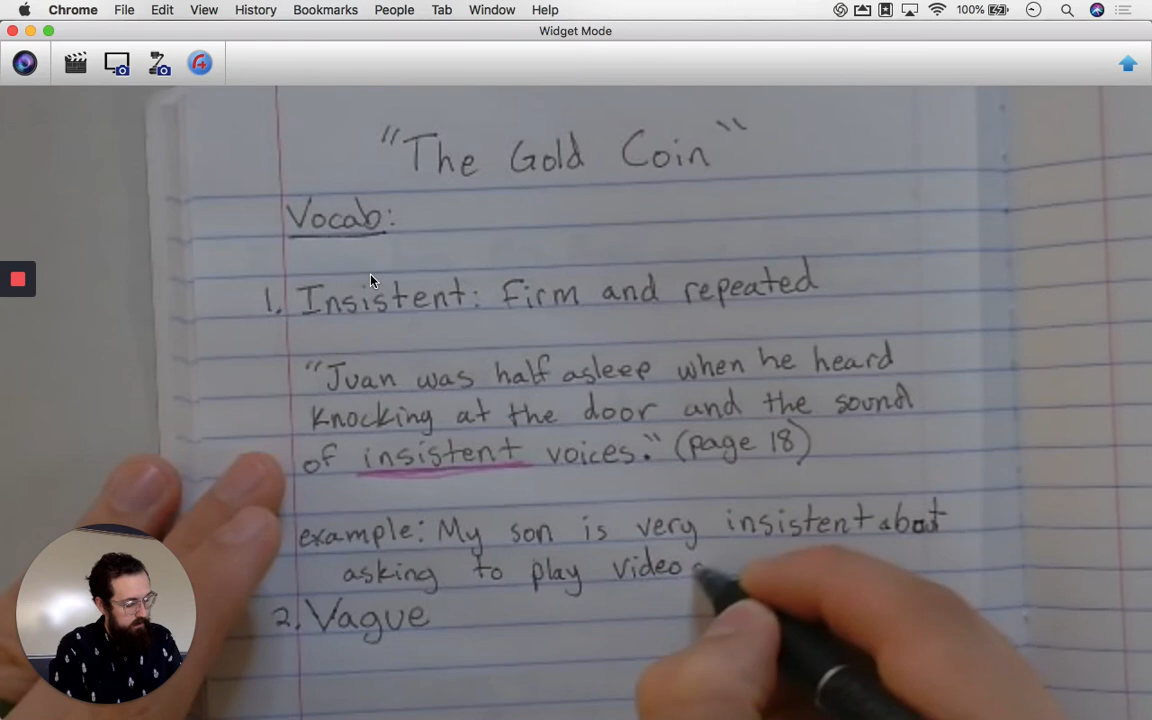 Chrome File Edit View History Bookmarks People Tab Window Help 100%
Widget Mode
"The Gold Coin"
Vocab:
1. Insistent: Firm and repeated
"Juan was half asleep when he heard
knocking at the door and the sound
of insistent voices." (page 18)
example: My son is very insistent about
asking to play video
2. Vague